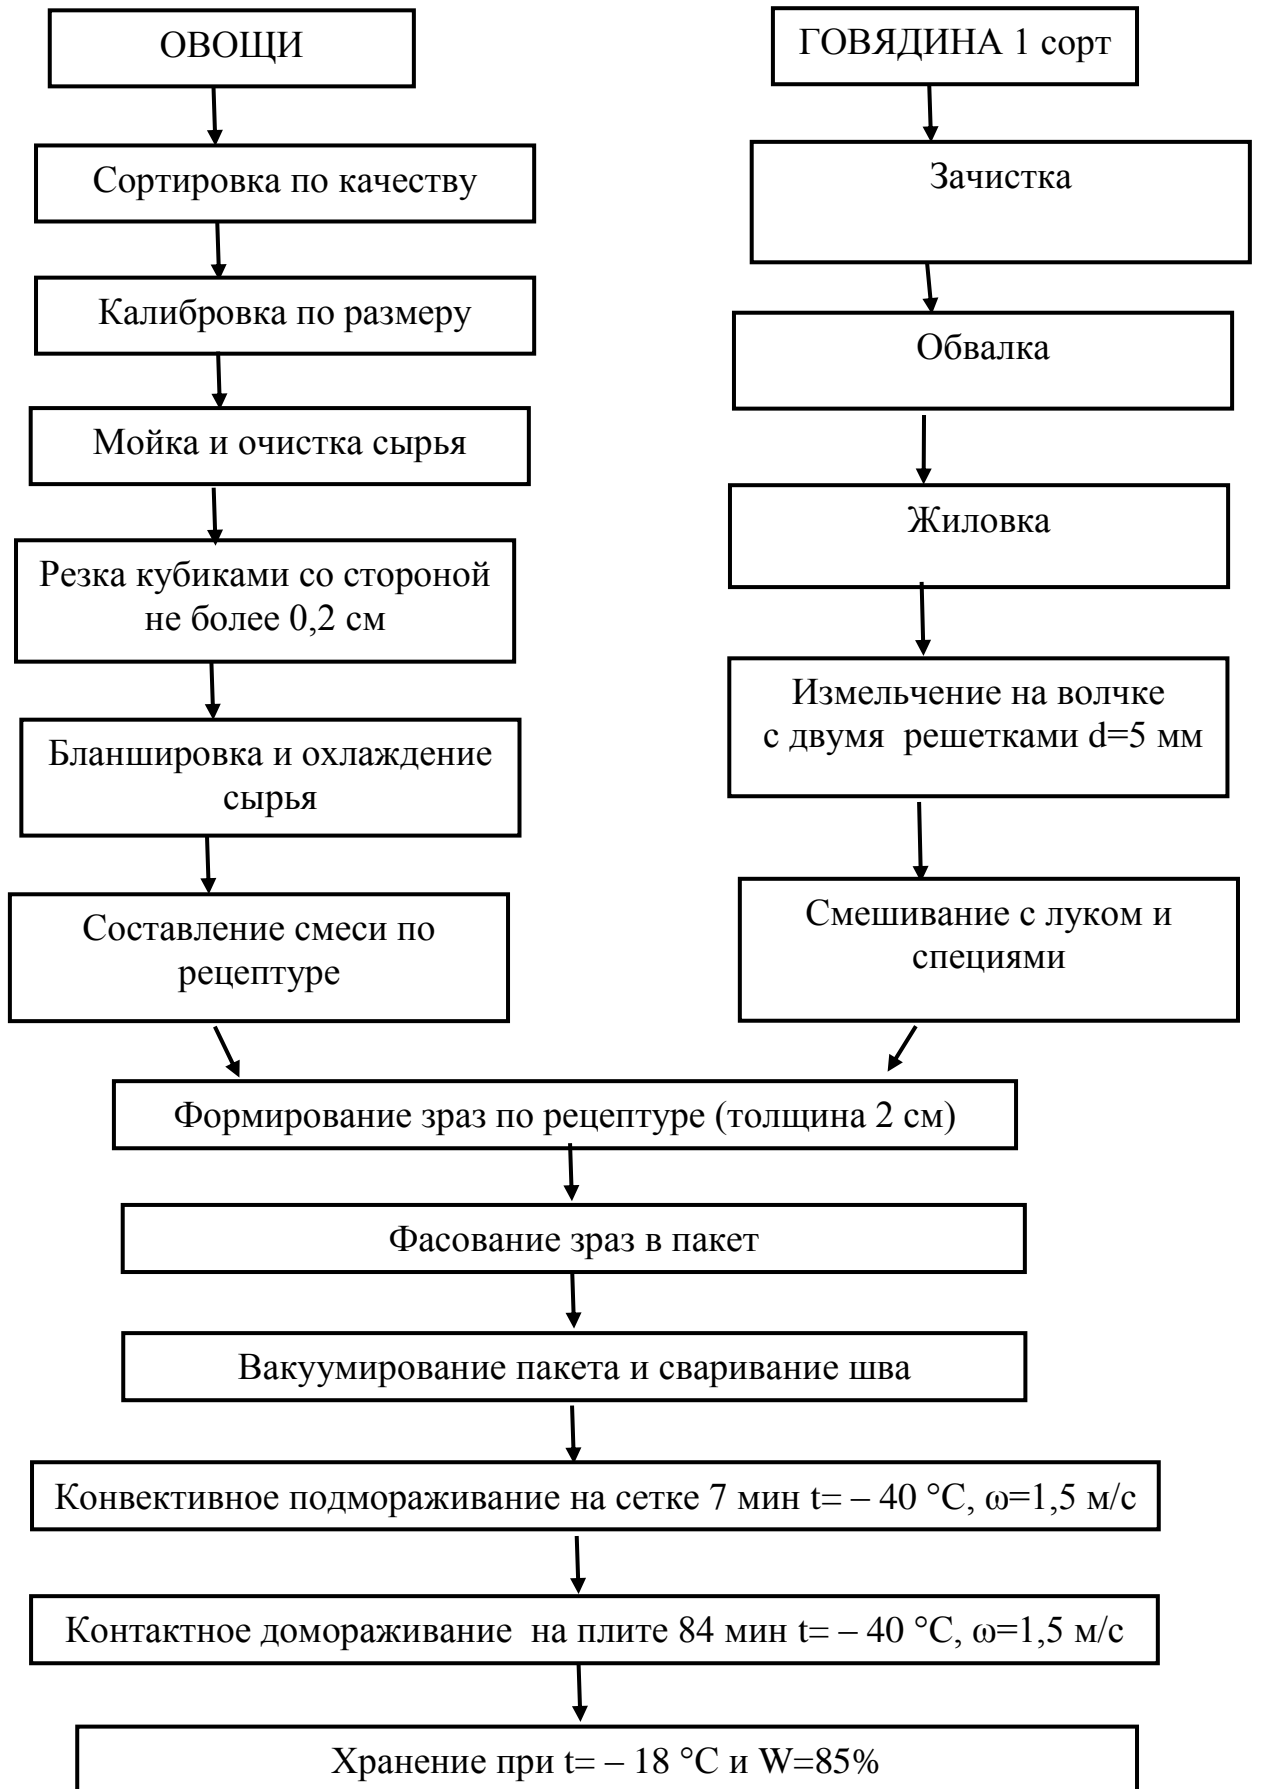 ОВОЩИ
Сортировка по качеству
Калибровка по размеру
Мойка и очистка сырья
Резка кубиками со стороной
не более 0,2 см
Бланшировка и охлаждение
сырья
Составление смеси по
рецептуре
ГОВЯДИНА 1 сорт
Зачистка
Обвалка
Жиловка
Измельчение на волчке
с двумя решетками d=5 мм
Смешивание с луком и
специями
Формирование зраз по рецептуре (толщина 2 см)
Фасование зраз в пакет
Вакуумирование пакета и сваривание шва
Конвективное подмораживание на сетке 7 мин t= – 40 °C, ω=1,5 м/с
Контактное домораживание на плите 84 мин t= – 40 °C, ω=1,5 м/с
Хранение при t= – 18 °C и W=85%